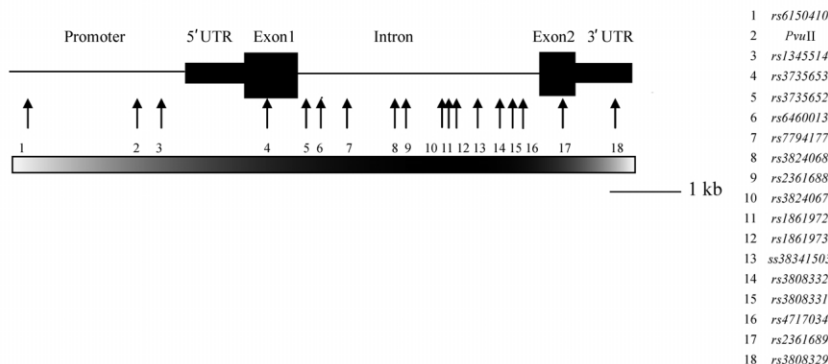 Promoter 5′ UTR Exon1 Intron Exon2 3′ UTR
1 2 3 4 5 6 7 8 9 10 11 12 13 14 15 16 17 18
1 kb
1 rs6150410
2 PvuII
3 rs1345514
4 rs3735653
5 rs3735652
6 rs6460013
7 rs7794177
8 rs3824068
9 rs2361688
10 rs3824067
11 rs1861972
12 rs1861973
13 ss38341503
14 rs3808332
15 rs3808331
16 rs4717034
17 rs2361689
18 rs3808329